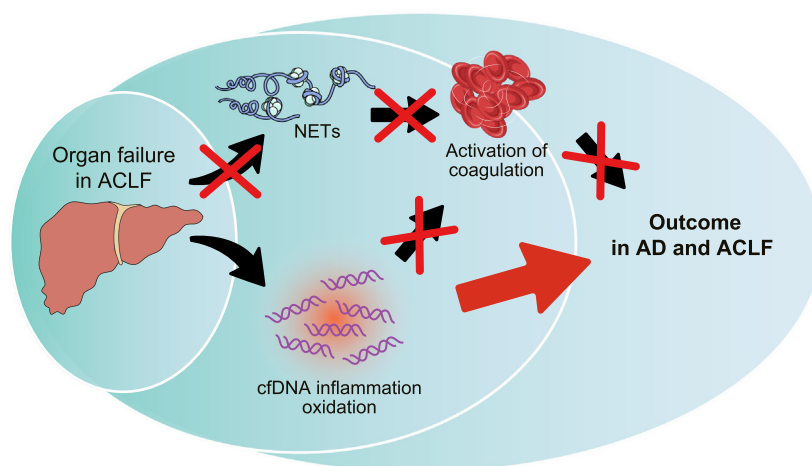 NETs
Organ failure
in ACLF
Activation of
coagulation
Outcome
in AD and ACLF
cfDNA inflammation
oxidation